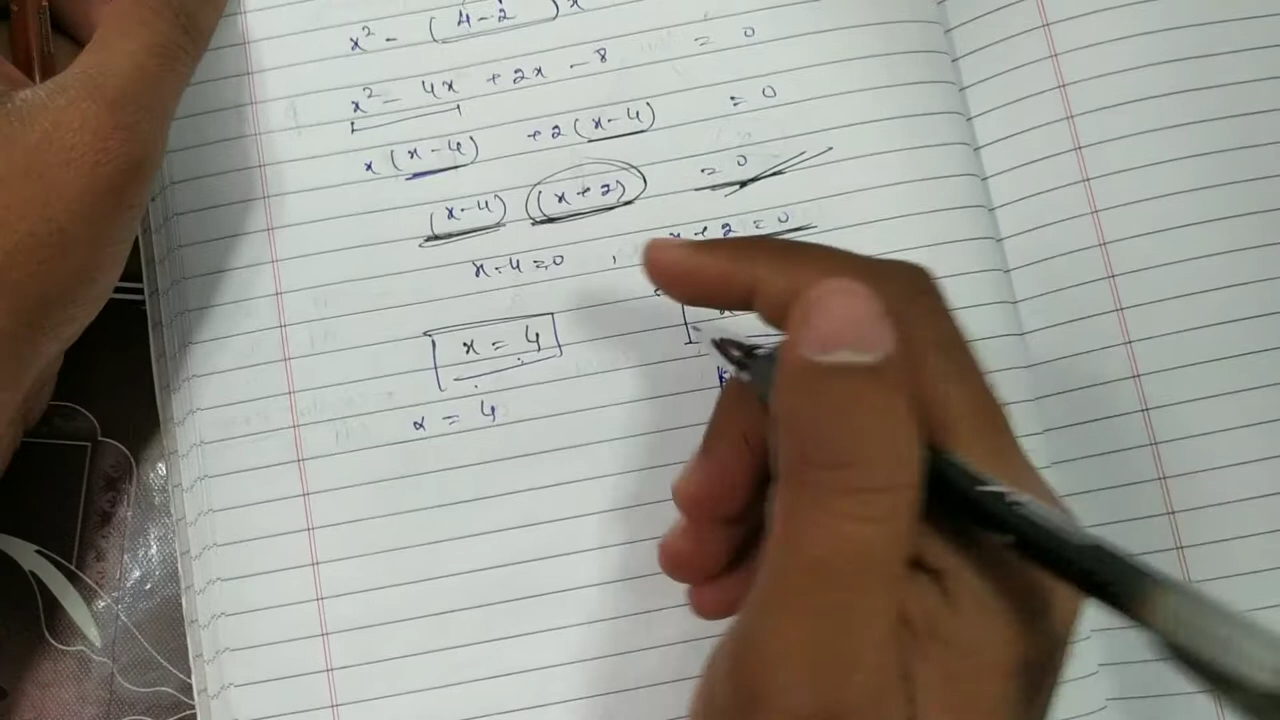 x² - (4-2)x
x² - 4x + 2x - 8 = 0
x(x-4) + 2(x-4) = 0
(x-4) (x+2) = 0
x-4=0 , x+2=0
x = 4
α = 4